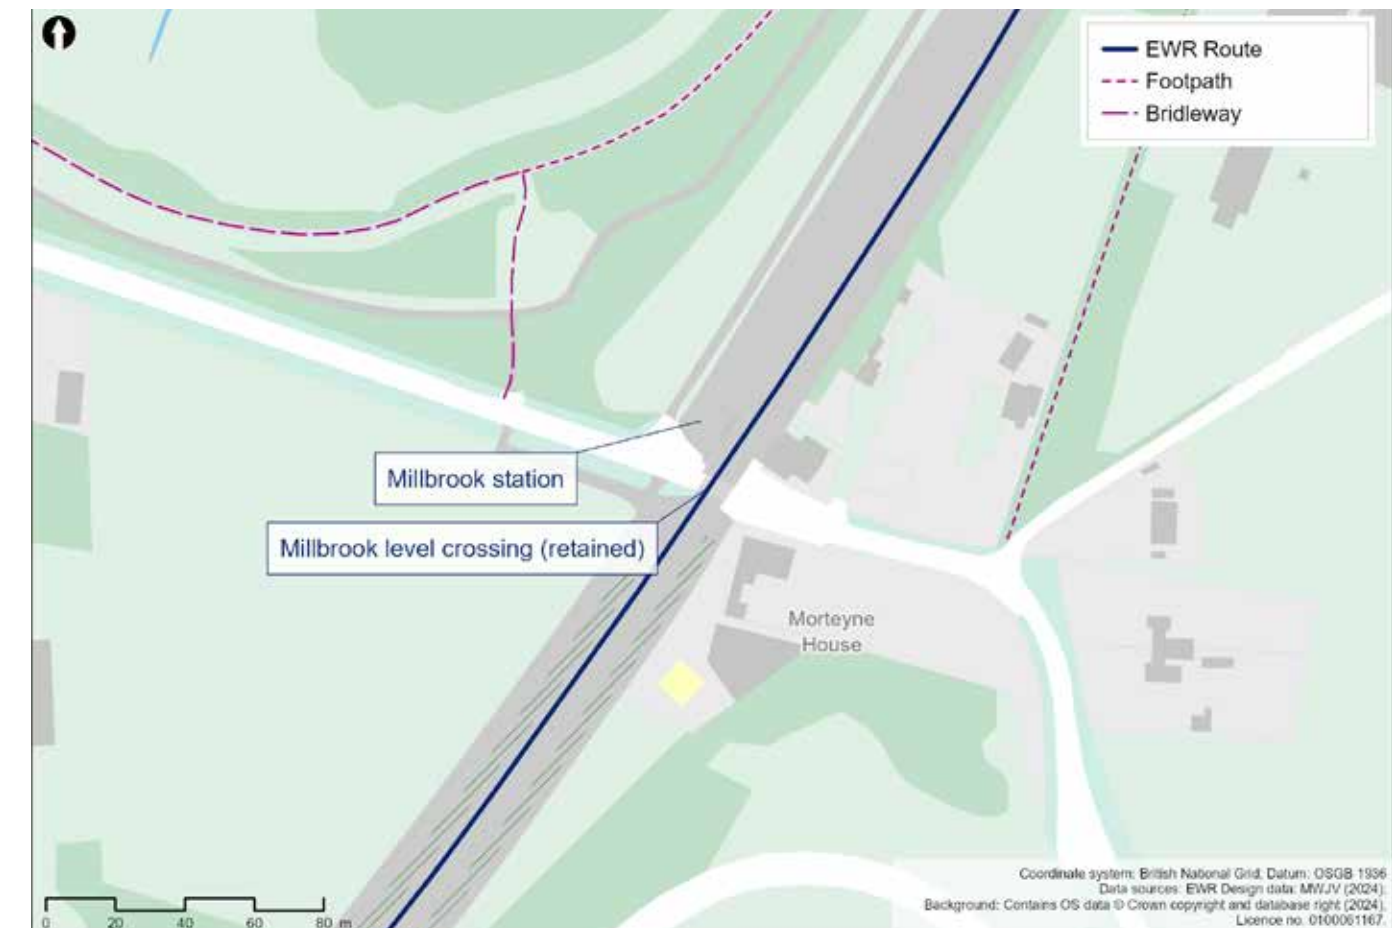 EWR Route
Footpath
Bridleway
Millbrook station
Millbrook level crossing (retained)
Morteyne
House
Coordinate system: British National Grid, Datum: OSGB 1936
Data sources: EWR Design data: MWJV (2024);
Background: Contains OS data © Crown copyright and database right (2024).
Licence no. 0100061167.
0 20 40 60 80 m